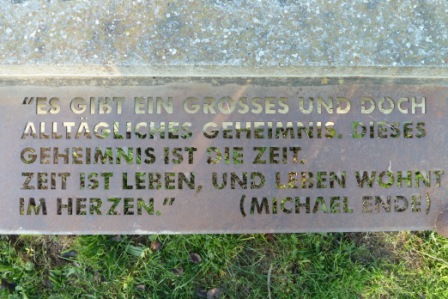 "ES GIBT EIN GROSSES UND DOCH
ALLTÄGLICHES GEHEIMNIS. DIESES
GEHEIMNIS IST DIE ZEIT.
ZEIT IST LEBEN, UND LEBEN WOHNT
IM HERZEN." (MICHAEL ENDE)